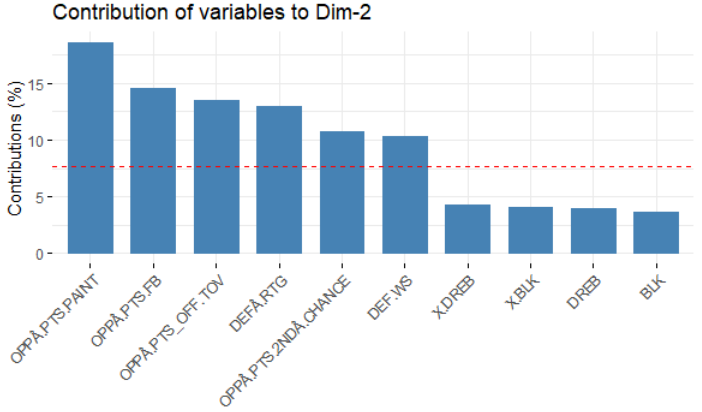 Contribution of variables to Dim-2
Contributions (%)
15
10
5
0
OPPÂ,PTS,PAINT
OPPÂ,PTS,FB
OPPÂ,PTS_OFF.TOV
DEFÂ,RTG
OPPÂ,PTS.2NDÂ,CHANCE
DEF.WS
X.DREB
X.BLK
DREB
BLK